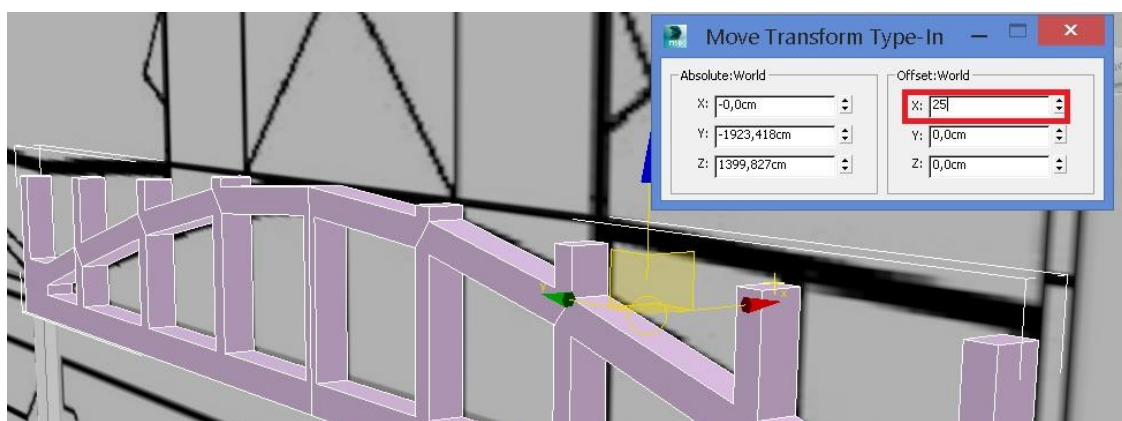 Move Transform Type-In
Absolute:World
X: -0,0cm
Y: -1923,418cm
Z: 1399,827cm
Offset:World
X: 25
Y: 0,0cm
Z: 0,0cm
Y
x